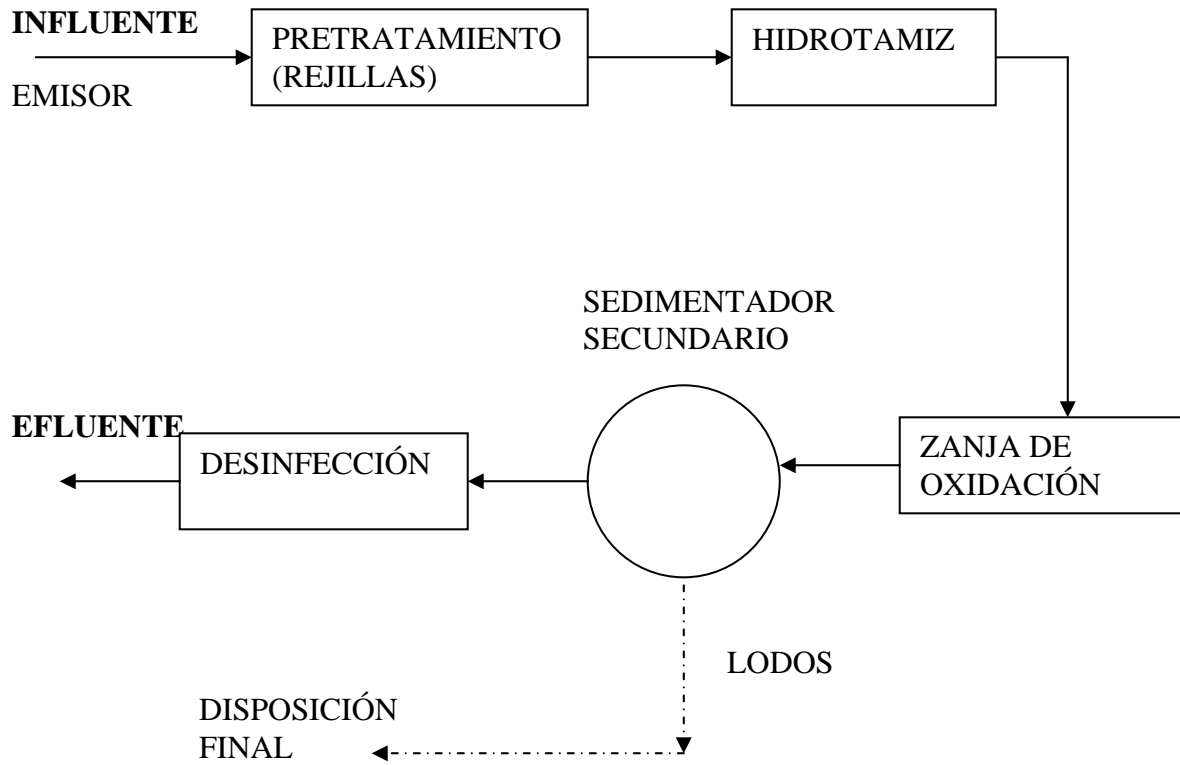 INFLUENTE
EMISOR
PRETRATAMIENTO
(REJILLAS)
HIDROTAMIZ
SEDIMENTADOR
SECUNDARIO
ZANJA DE
OXIDACIÓN
EFLUENTE
DESINFECCIÓN
LODOS
DISPOSICIÓN
FINAL